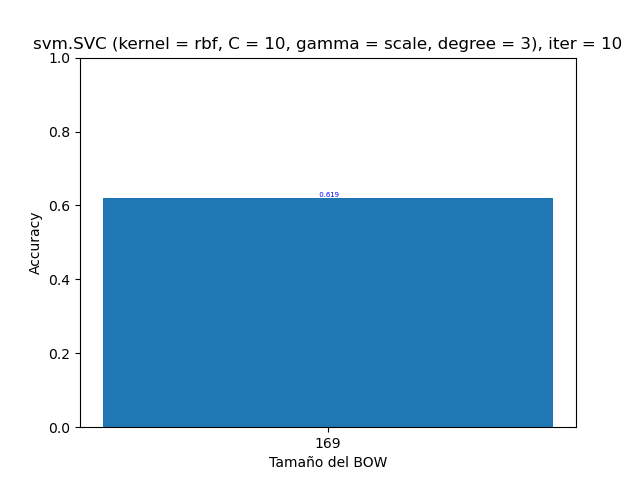 svm.SVC (kernel = rbf, C = 10, gamma = scale, degree = 3), iter = 10
1.0
0.8
0.6
0.4
0.2
0.0
Accuracy
0.619
169
Tamaño del BOW